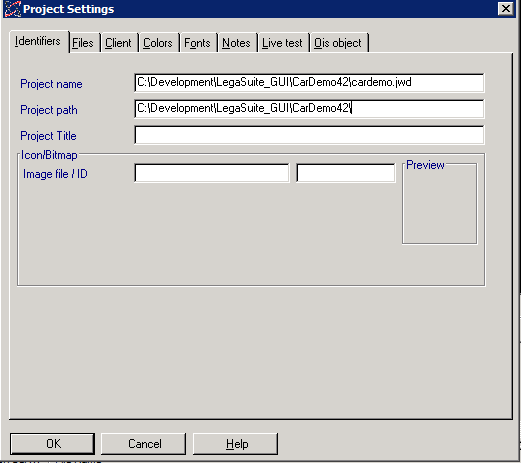 Project Settings
Identifiers Files Client Colors Fonts Notes Live test Ois object
Project name C:\Development\LegaSuite_GUI\CarDemo42\cardemo.jwd
Project path C:\Development\LegaSuite_GUI\CarDemo42\
Project Title
Icon/Bitmap
Image file / ID
Preview
OK Cancel Help